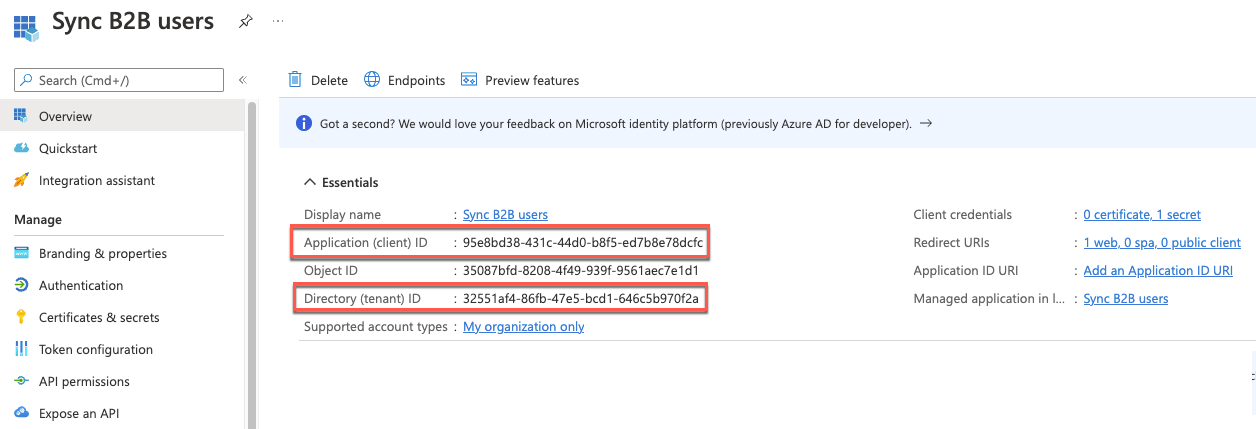 Sync B2B users
Search (Cmd+/)
Delete
Endpoints
Preview features
Overview
Quickstart
Integration assistant
Manage
Branding & properties
Authentication
Certificates & secrets
Token configuration
API permissions
Expose an API
Got a second? We would love your feedback on Microsoft identity platform (previously Azure AD for developer).
Essentials
Display name : Sync B2B users
Application (client) ID : 95e8bd38-431c-44d0-b8f5-ed7b8e78dcfc
Object ID : 35087bfd-8208-4f49-939f-9561aec7e1d1
Directory (tenant) ID : 32551af4-86fb-47e5-bcd1-646c5b970f2a
Supported account types : My organization only
Client credentials : 0 certificate, 1 secret
Redirect URIs : 1 web, 0 spa, 0 public client
Application ID URI : Add an Application ID URI
Managed application in l... : Sync B2B users